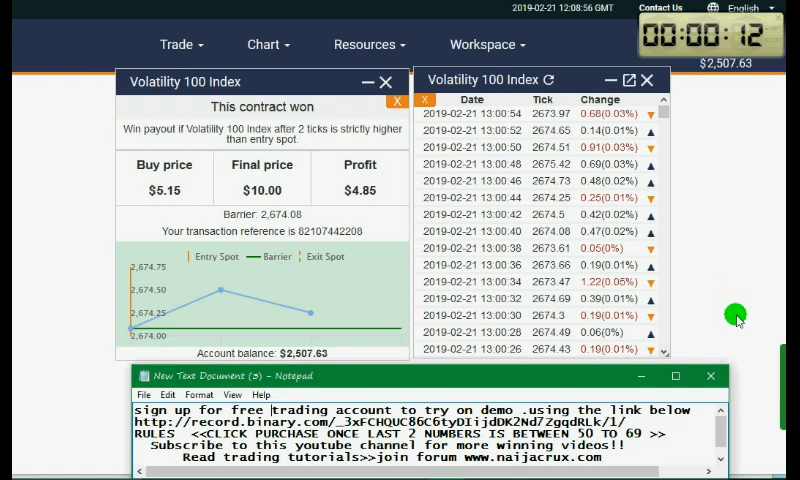 2019-02-21 12:08:56 GMT Contact Us English
Trade Chart Resources Workspace
00:00:12
$2,507.63
Volatility 100 Index
This contract won
X
Win payout if Volatility 100 Index after 2 ticks is strictly higher
than entry spot.
Buy price Final price Profit
$5.15 $10.00 $4.85
Barrier: 2,674.08
Your transaction reference is 82107442208
Entry Spot Barrier Exit Spot
2,674.75
2,674.50
2,674.25
2,674.00
Account balance: $2,507.63
Volatility 100 Index
X Date Tick Change
2019-02-21 13:00:54 2673.97 0.68(0.03%)
2019-02-21 13:00:52 2674.65 0.14(0.01%)
2019-02-21 13:00:50 2674.51 0.91(0.03%)
2019-02-21 13:00:48 2675.42 0.69(0.03%)
2019-02-21 13:00:46 2674.73 0.48(0.02%)
2019-02-21 13:00:44 2674.25 0.25(0.01%)
2019-02-21 13:00:42 2674.5 0.42(0.02%)
2019-02-21 13:00:40 2674.08 0.47(0.02%)
2019-02-21 13:00:38 2673.61 0.05(0%)
2019-02-21 13:00:36 2673.66 0.19(0.01%)
2019-02-21 13:00:34 2673.47 1.22(0.05%)
2019-02-21 13:00:32 2674.69 0.39(0.01%)
2019-02-21 13:00:30 2674.3 0.19(0.01%)
2019-02-21 13:00:28 2674.49 0.06(0%)
2019-02-21 13:00:26 2674.43 0.19(0.01%)
New Text Document (3) - Notepad
File Edit Format View Help
sign up for free trading account to try on demo .using the link below
http://record.binary.com/_3xFCHQUC86C6tyDIijdDK2Nd7ZgqdRLk/1/
RULES <<CLICK PURCHASE ONCE LAST 2 NUMBERS IS BETWEEN 50 TO 69 >>
Subscribe to this youtube channel for more winning videos!!
Read trading tutorials>>join forum www.naijacrux.com